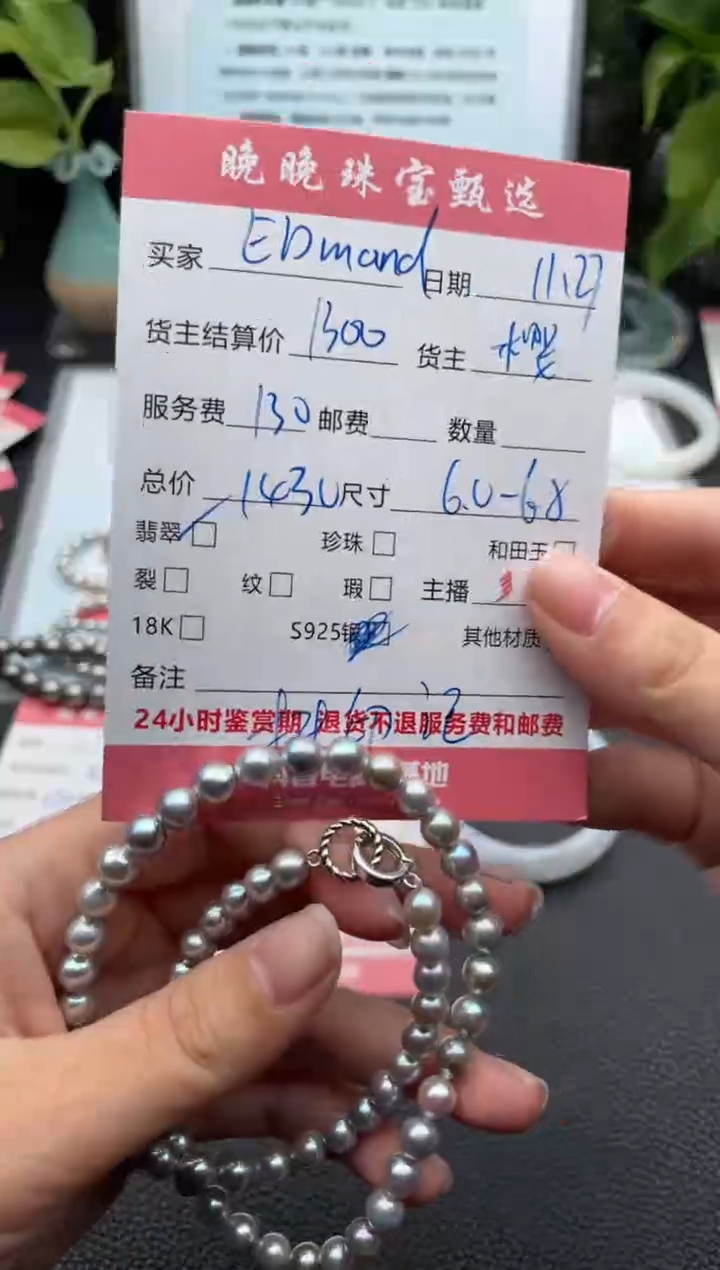 晚晚珠宝甄选
买家 EDmond 日期 11.27
货主结算价 1300 货主 樱
服务费 130 邮费 数量
总价 1430 尺寸 6.0-6.8
翡翠 珍珠 和田玉
裂 纹 瑕 主播
18K S925银 其他材质
备注
24小时鉴赏期 退货不退服务费和邮费
基地